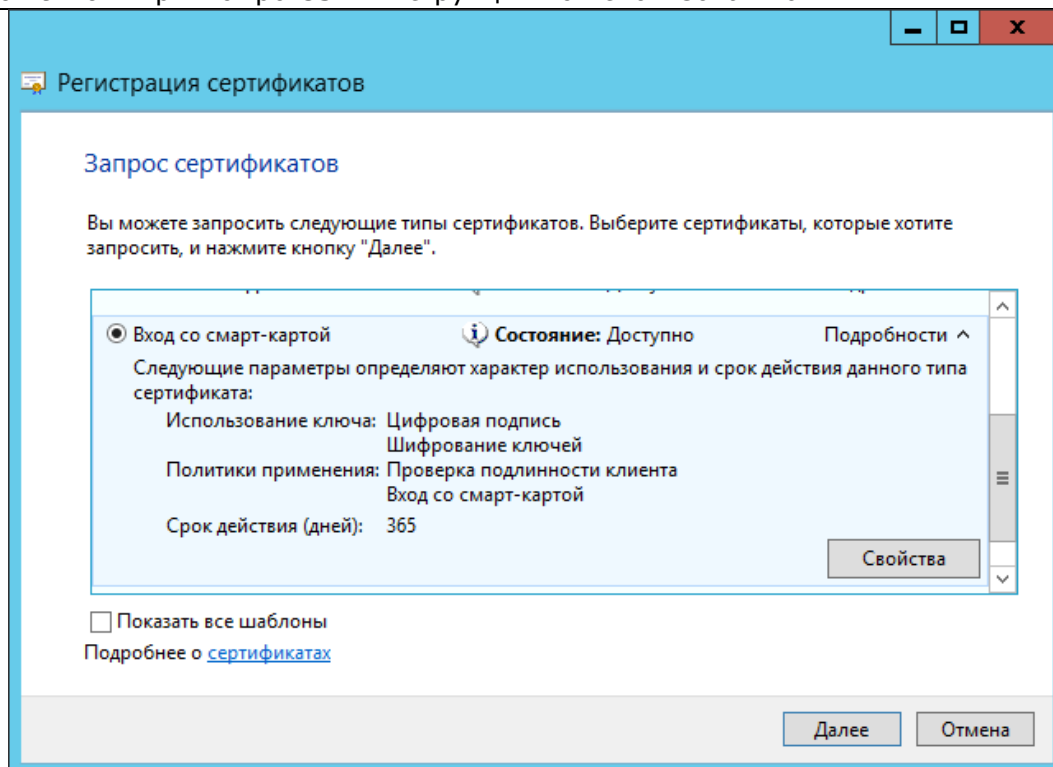 Регистрация сертификатов
Запрос сертификатов
Вы можете запросить следующие типы сертификатов. Выберите сертификаты, которые хотите
запросить, и нажмите кнопку "Далее".
Вход со смарт-картой Состояние: Доступно Подробности
Следующие параметры определяют характер использования и срок действия данного типа
сертификата:
Использование ключа: Цифровая подпись
Шифрование ключей
Политики применения: Проверка подлинности клиента
Вход со смарт-картой
Срок действия (дней): 365
Свойства
Показать все шаблоны
Подробнее о сертификатах
Далее Отмена